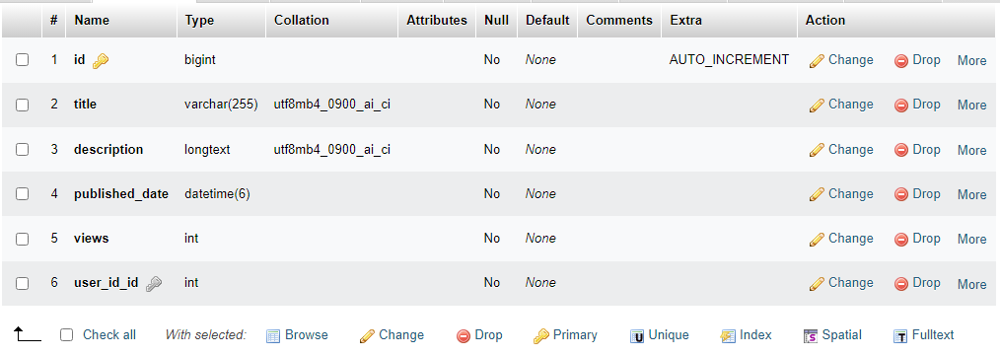 # Name Type Collation Attributes Null Default Comments Extra Action
1 id bigint No None AUTO_INCREMENT Change Drop More
2 title varchar(255) utf8mb4_0900_ai_ci No None Change Drop More
3 description longtext utf8mb4_0900_ai_ci No None Change Drop More
4 published_date datetime(6) No None Change Drop More
5 views int No None Change Drop More
6 user_id_id int No None Change Drop More
Check all With selected: Browse Change Drop Primary U Unique Index S Spatial T Fulltext